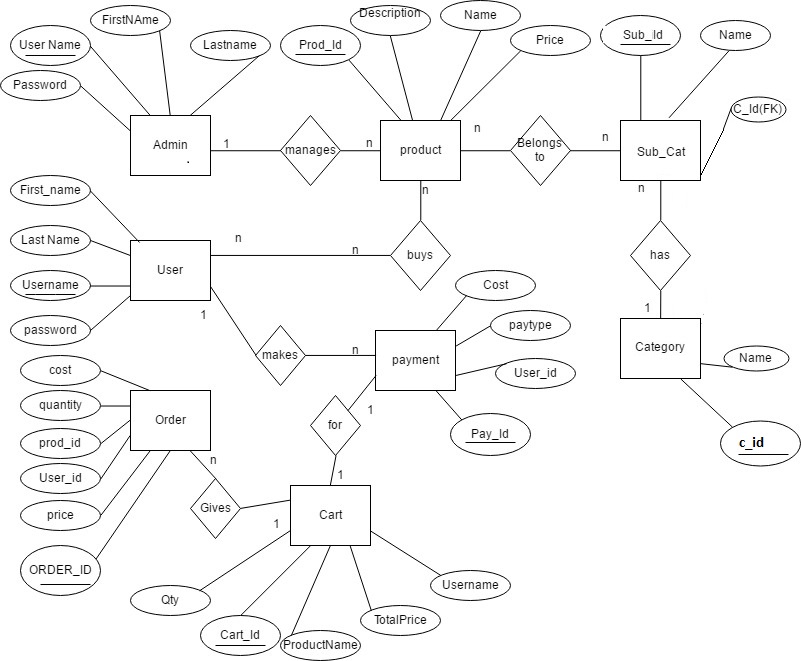 FirstNAme
Description
Name
User Name
Lastname
Prod_Id
Price
Sub_Id
Name
Password
C_Id(FK)
Admin
.
1
manages
n
product
n
Belongs
to
n
Sub_Cat
First_name
n
n
Last Name
n
n
User
buys
has
Username
Cost
1
1
password
paytype
makes
n
payment
Category
Name
cost
User_id
quantity
1
Order
for
Pay_Id
prod_id
c_id
n
1
User_id
Gives
price
1
Cart
ORDER_ID
Username
Qty
TotalPrice
Cart_Id
ProductName